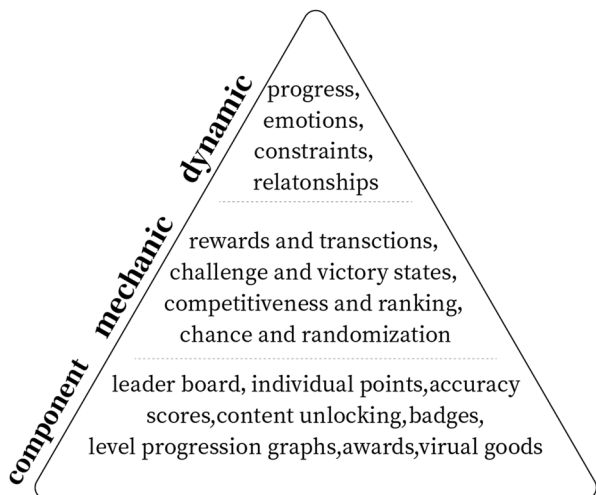 dynamic
progress,
emotions,
constraints,
relatonships
mechanic
rewards and transctions,
challenge and victory states,
competitiveness and ranking,
chance and randomization
component
leader board, individual points,accuracy
scores,content unlocking,badges,
level progression graphs,awards,virual goods